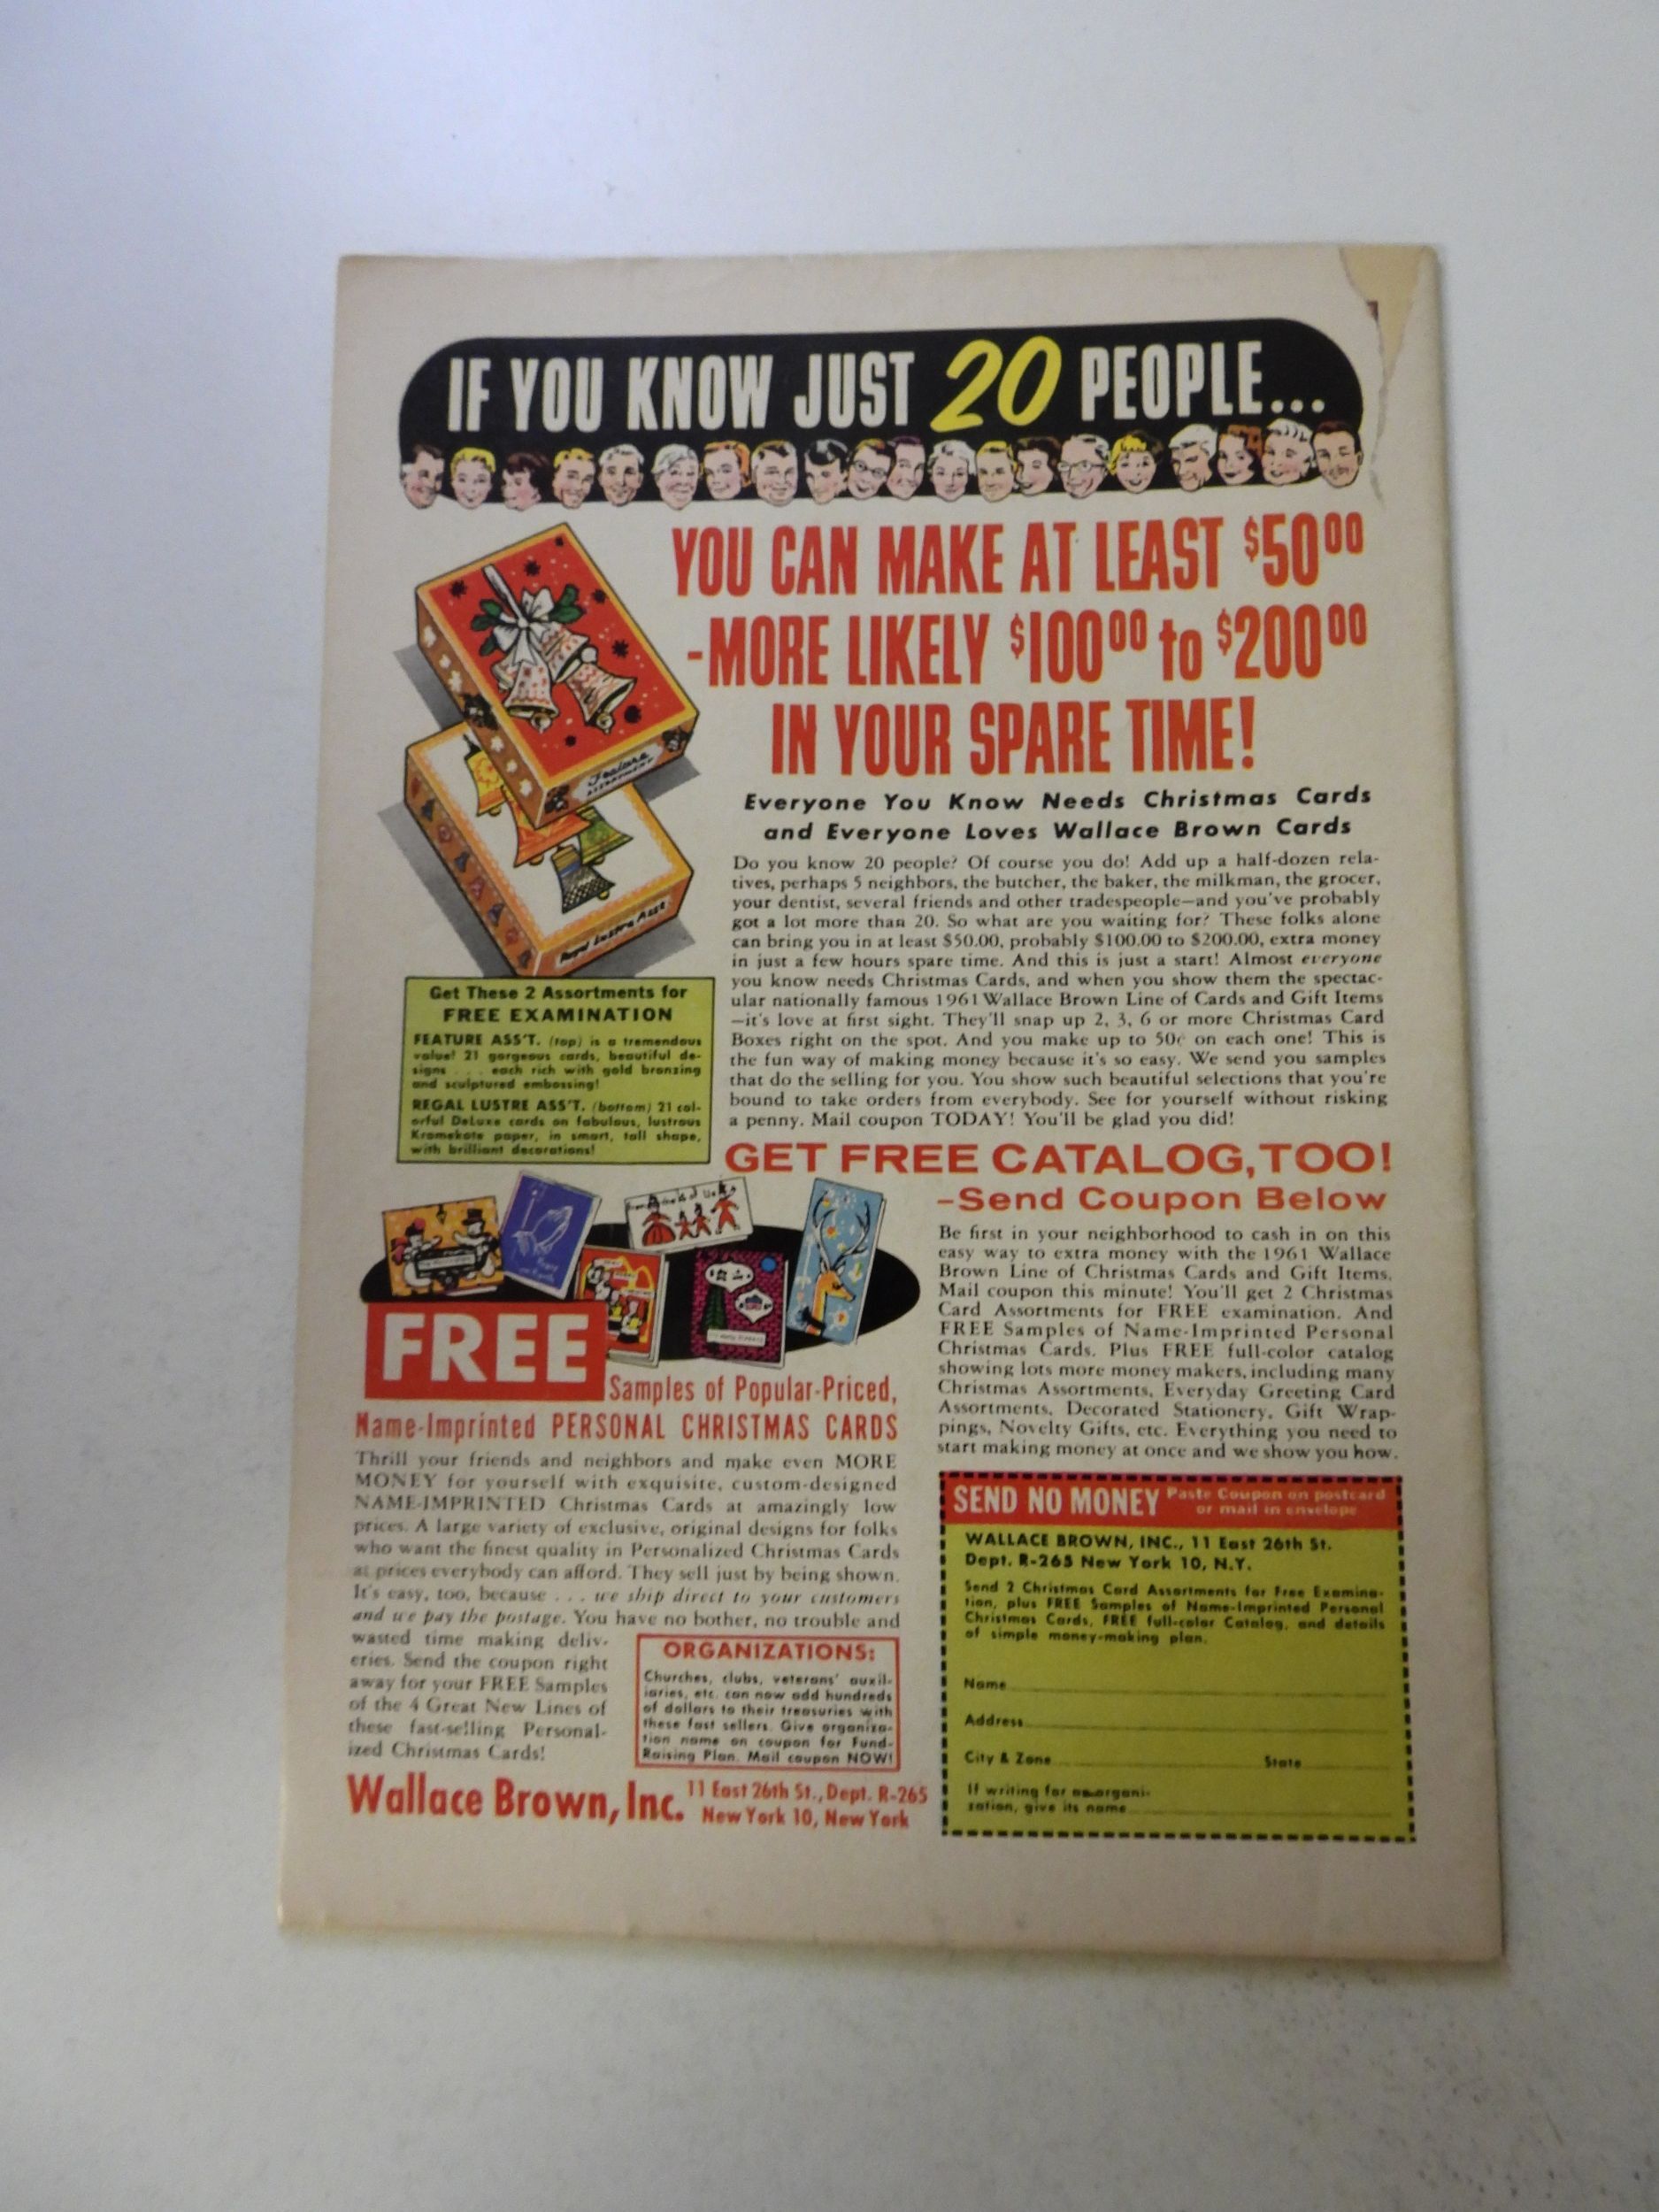 IF YOU KNOW JUST 20 PEOPLE...
YOU CAN MAKE AT LEAST $50 00
-MORE LIKELY $100 00 to $200 00
IN YOUR SPARE TIME!
Feature
ASSORTMENT
Regal Lustre Asst
Everyone You Know Needs Christmas Cards
and Everyone Loves Wallace Brown Cards
Do you know 20 people? Of course you do! Add up a half-dozen rela-
tives, perhaps 5 neighbors, the butcher, the baker, the milkman, the grocer,
your dentist, several friends and other tradespeople—and you've probably
got a lot more than 20. So what are you waiting for? These folks alone
can bring you in at least $50.00, probably $100.00 to $200.00, extra money
in just a few hours spare time. And this is just a start! Almost everyone
you know needs Christmas Cards, and when you show them the spectac-
ular nationally famous 1961 Wallace Brown Line of Cards and Gift Items
—it's love at first sight. They'll snap up 2, 3, 6 or more Christmas Card
Boxes right on the spot. And you make up to 50¢ on each one! This is
the fun way of making money because it's so easy. We send you samples
that do the selling for you. You show such beautiful selections that you're
bound to take orders from everybody. See for yourself without risking
a penny. Mail coupon TODAY! You'll be glad you did!
Get These 2 Assortments for
FREE EXAMINATION
FEATURE ASS'T. (top) is a tremendous
value! 21 gorgeous cards, beautiful de-
signs . . . each rich with gold bronzing
and sculptured embossing!
REGAL LUSTRE ASS'T. (bottom) 21 col-
orful DeLuxe cards on fabulous, lustrous
Kromekote paper, in smart, tall shape,
with brilliant decorations!
GET FREE CATALOG, TOO!
-Send Coupon Below
Be first in your neighborhood to cash in on this
easy way to extra money with the 1961 Wallace
Brown Line of Christmas Cards and Gift Items.
Mail coupon this minute! You'll get 2 Christmas
Card Assortments for FREE examination. And
FREE Samples of Name-Imprinted Personal
Christmas Cards. Plus FREE full-color catalog
showing lots more money makers, including many
Christmas Assortments, Everyday Greeting Card
Assortments, Decorated Stationery, Gift Wrap-
pings, Novelty Gifts, etc. Everything you need to
start making money at once and we show you how.
FREE
Samples of Popular-Priced,
Name-Imprinted PERSONAL CHRISTMAS CARDS
Thrill your friends and neighbors and make even MORE
MONEY for yourself with exquisite, custom-designed
NAME-IMPRINTED Christmas Cards at amazingly low
prices. A large variety of exclusive, original designs for folks
who want the finest quality in Personalized Christmas Cards
at prices everybody can afford. They sell just by being shown.
It's easy, too, because . . . we ship direct to your customers
and we pay the postage. You have no bother, no trouble and
wasted time making deliv-
eries. Send the coupon right
away for your FREE Samples
of the 4 Great New Lines of
these fast-selling Personal-
ized Christmas Cards!
ORGANIZATIONS:
Churches, clubs, veterans' auxil-
iaries, etc. can now add hundreds
of dollars to their treasuries with
these fast sellers. Give organiza-
tion name on coupon for Fund-
Raising Plan. Mail coupon NOW!
Wallace Brown, Inc. 11 East 26th St., Dept. R-265
New York 10, New York
SEND NO MONEY Paste Coupon on postcard
or mail in envelope
WALLACE BROWN, INC., 11 East 26th St.
Dept. R-265 New York 10, N.Y.
Send 2 Christmas Card Assortments for Free Examina-
tion, plus FREE Samples of Name-Imprinted Personal
Christmas Cards, FREE full-color Catalog, and details
of simple money-making plan.
Name
Address
City & Zone State
If writing for an organi-
zation, give its name